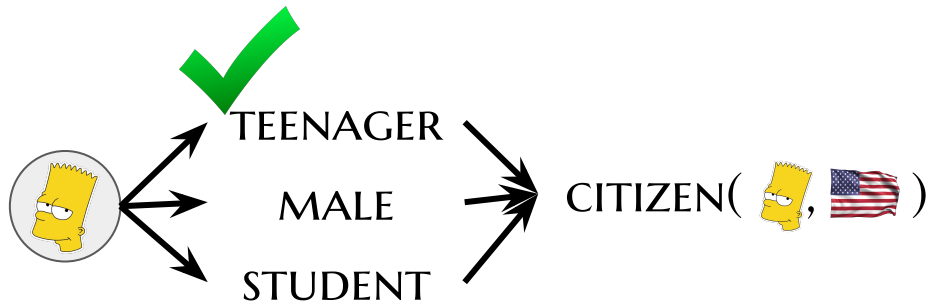 TEENAGER
MALE
STUDENT
CITIZEN( , )